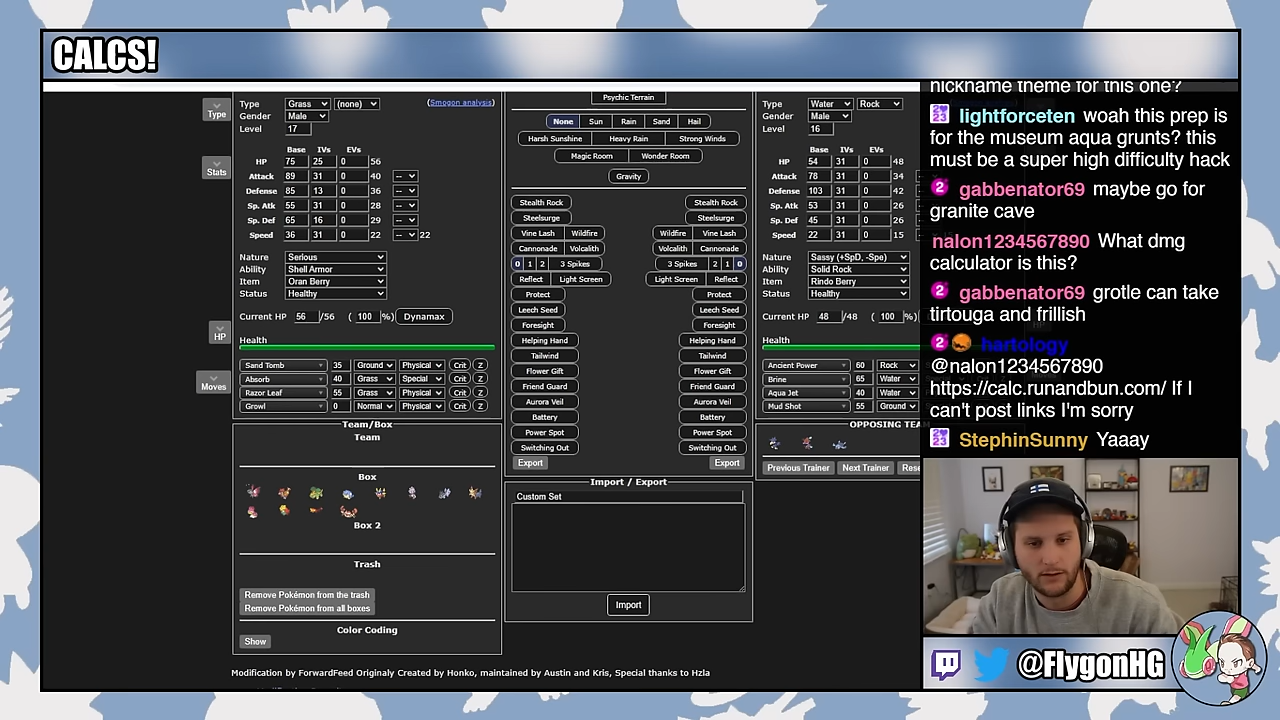 CALCS!
Type
Type Grass (none) (Smogon analysis)
Gender Male
Level 17
Stats
Base IVs EVs
HP 75 25 0 56
Attack 89 31 0 40 --
Defense 85 13 0 36 --
Sp. Atk 55 31 0 28 --
Sp. Def 65 16 0 29 --
Speed 36 31 0 22 -- 22
Nature Serious
Ability Shell Armor
Item Oran Berry
Status Healthy
HP
Current HP 56 /56 ( 100 %) Dynamax
Health
Moves
Sand Tomb 35 Ground Physical Crit Z
Absorb 40 Grass Special Crit Z
Razor Leaf 55 Grass Physical Crit Z
Growl 0 Normal Physical Crit Z
Team/Box
Team
Box
Box 2
Trash
Remove Pokémon from the trash
Remove Pokémon from all boxes
Color Coding
Show
Modification by ForwardFeed Originaly Created by Honko, maintained by Austin and Kris, Special thanks to Hzla
Psychic Terrain
None Sun Rain Sand Hail
Harsh Sunshine Heavy Rain Strong Winds
Magic Room Wonder Room
Gravity
Stealth Rock Stealth Rock
Steelsurge Steelsurge
Vine Lash Wildfire Wildfire Vine Lash
Cannonade Volcalith Volcalith Cannonade
0 1 2 3 Spikes 3 Spikes 2 1 0
Reflect Light Screen Light Screen Reflect
Protect Protect
Leech Seed Leech Seed
Foresight Foresight
Helping Hand Helping Hand
Tailwind Tailwind
Flower Gift Flower Gift
Friend Guard Friend Guard
Aurora Veil Aurora Veil
Battery Battery
Power Spot Power Spot
Switching Out Switching Out
Export Export
Import / Export
Custom Set
Import
Type Water Rock
Gender Male
Level 16
Base IVs EVs
HP 54 31 0 48
Attack 78 31 0 34
Defense 103 31 0 42
Sp. Atk 53 31 0 26
Sp. Def 45 31 0 26
Speed 22 31 0 15
Nature Sassy (+SpD, -Spe)
Ability Solid Rock
Item Rindo Berry
Status Healthy
Current HP 48 /48 ( 100 %)
Health
Ancient Power 60 Rock
Brine 65 Water
Aqua Jet 40 Water
Mud Shot 55 Ground
OPPOSING TEA
Previous Trainer Next Trainer Rese
nickname theme for this one?
lightforceten woah this prep is
for the museum aqua grunts? this
must be a super high difficulty hack
gabbenator69 maybe go for
granite cave
nalon1234567890 What dmg
calculator is this?
gabbenator69 grotle can take
tirtouga and frillish
hartology
@nalon1234567890
https://calc.runandbun.com/ If I
can't post links I'm sorry
StephinSunny Yaaay
@FlygonHG